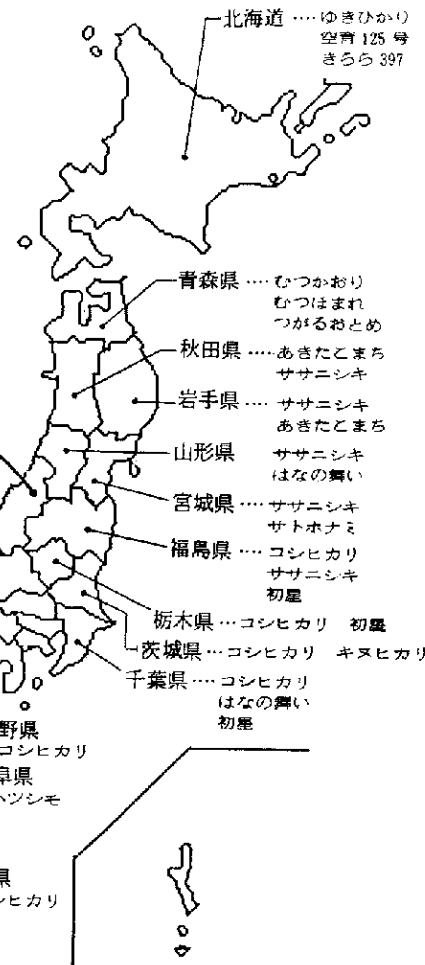 北海道 ‥‥ ゆきひかり
空育 125 号
きらら 397
青森県 ‥‥ むつかおり
むつほまれ
つがるおとめ
秋田県 ‥‥ あきたこまち
ササニシキ
岩手県 ‥‥ ササニシキ
あきたこまち
山形県 ササニシキ
はなの舞い
宮城県 ‥‥ ササニシキ
サトホナミ
福島県 ‥‥ コシヒカリ
ササニシキ
初星
栃木県 ‥‥ コシヒカリ 初星
茨城県 ‥‥ コシヒカリ キヌヒカリ
千葉県 ‥‥ コシヒカリ
はなの舞い
初星
野県
コシヒカリ
阜県
ハツシモ
県
シヒカリ